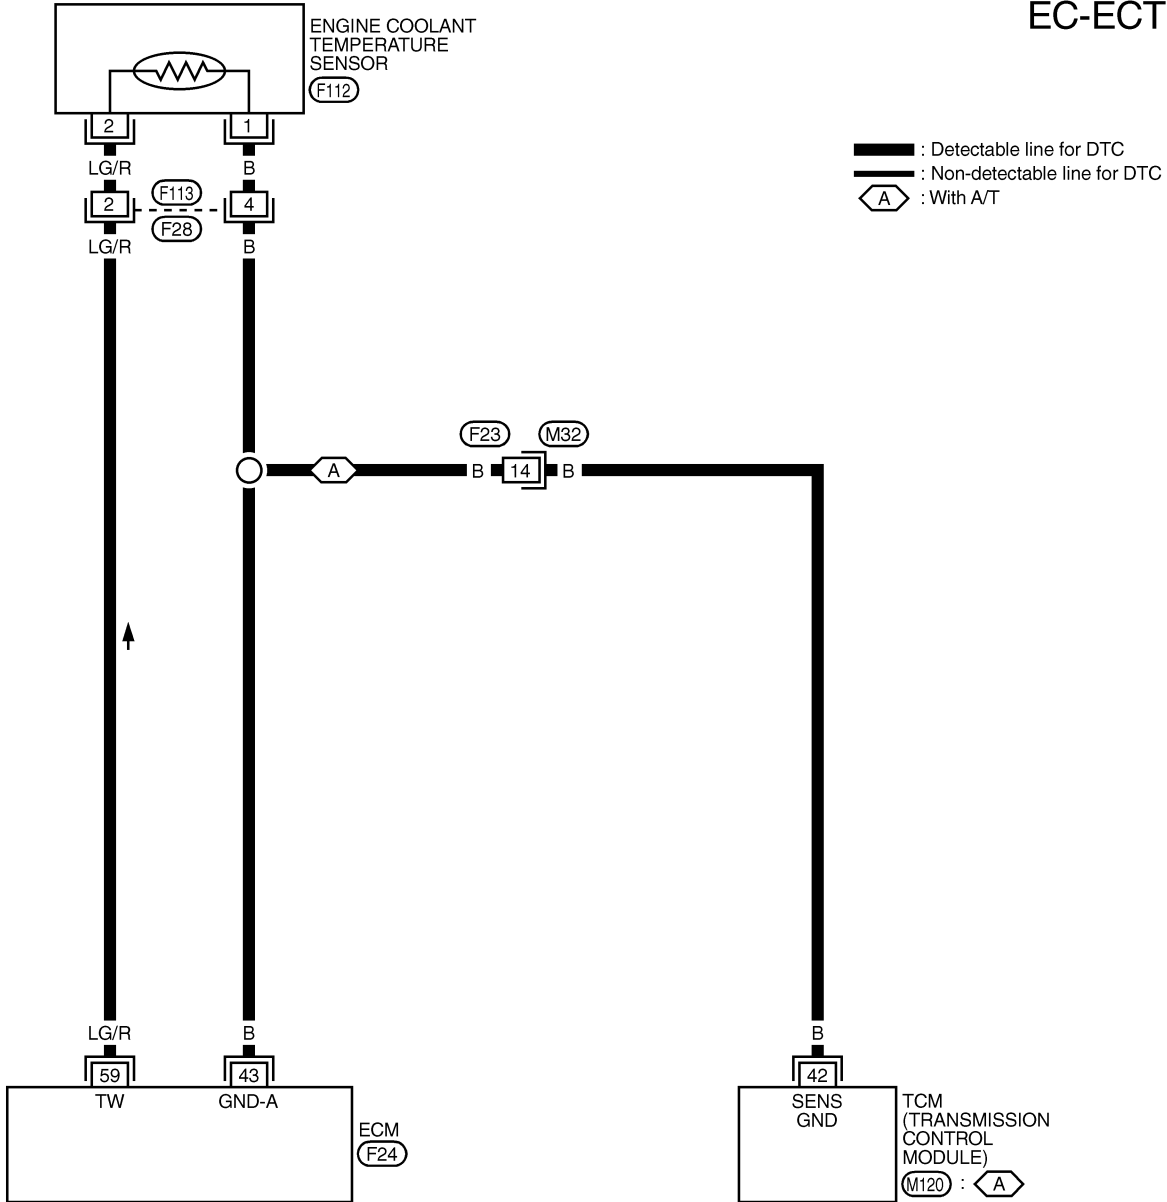 EC-ECT
ENGINE COOLANT
TEMPERATURE
SENSOR
F112
2
1
LG/R
B
: Detectable line for DTC
: Non-detectable line for DTC
A : With A/T
2
F113
4
F28
LG/R
B
F23
M32
A
B
14
B
LG/R
B
B
59
43
42
TW
GND-A
SENS
GND
ECM
F24
TCM
(TRANSMISSION
CONTROL
MODULE)
M120 : A